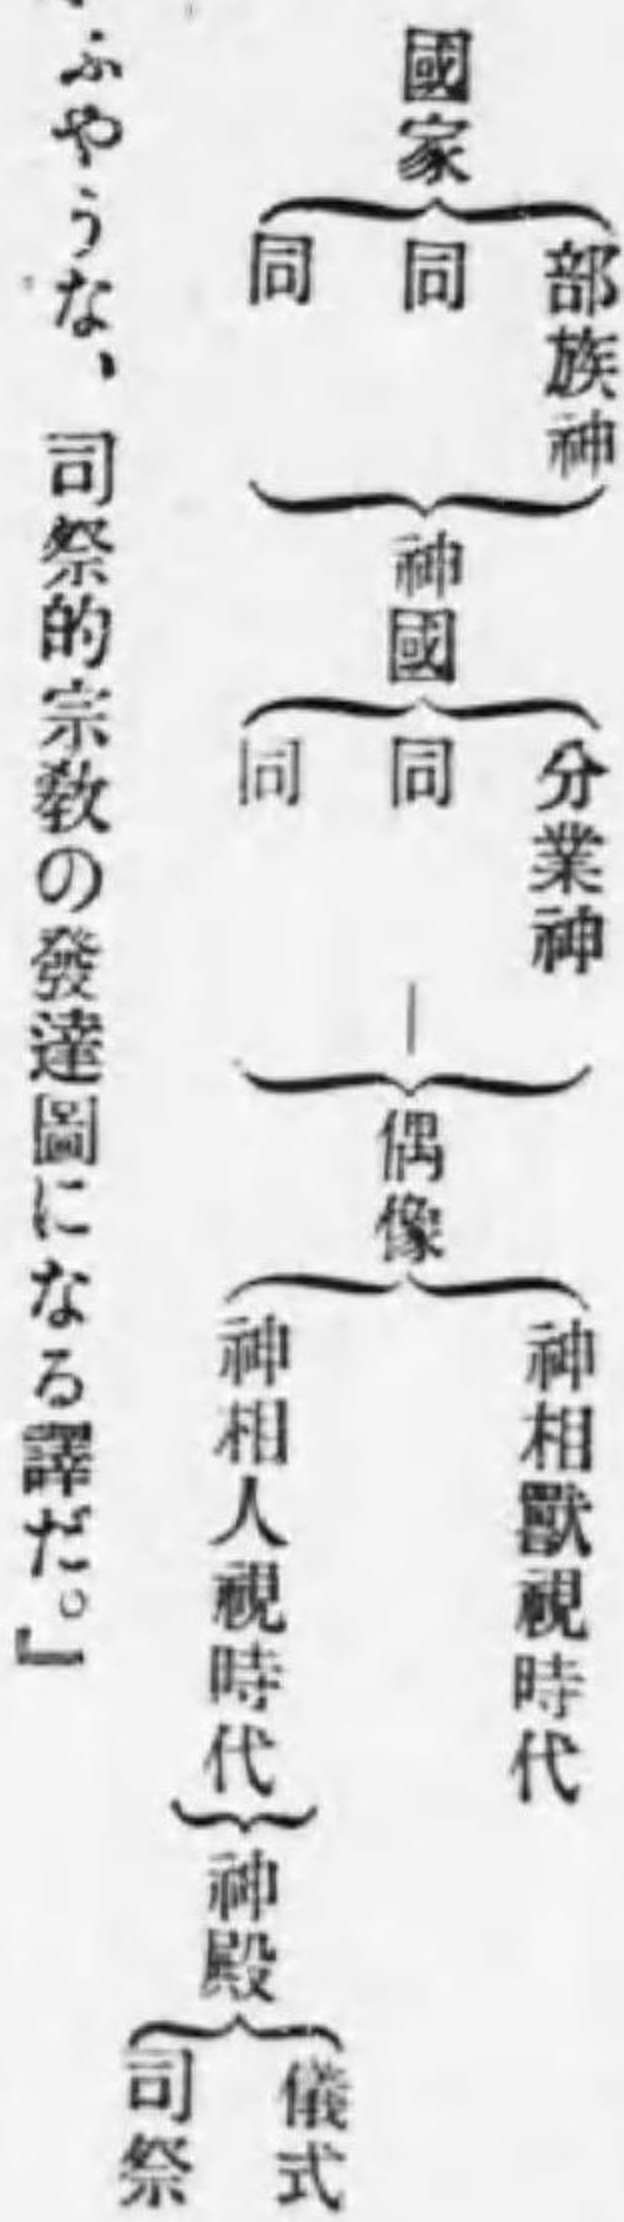 國家
部族神
同
同
神國
分業神
同
同
偶像
神相獸視時代
神相人視時代
神殿
儀式
司祭
ふやうな、司祭的宗敎の發達圖になる譯だ。』